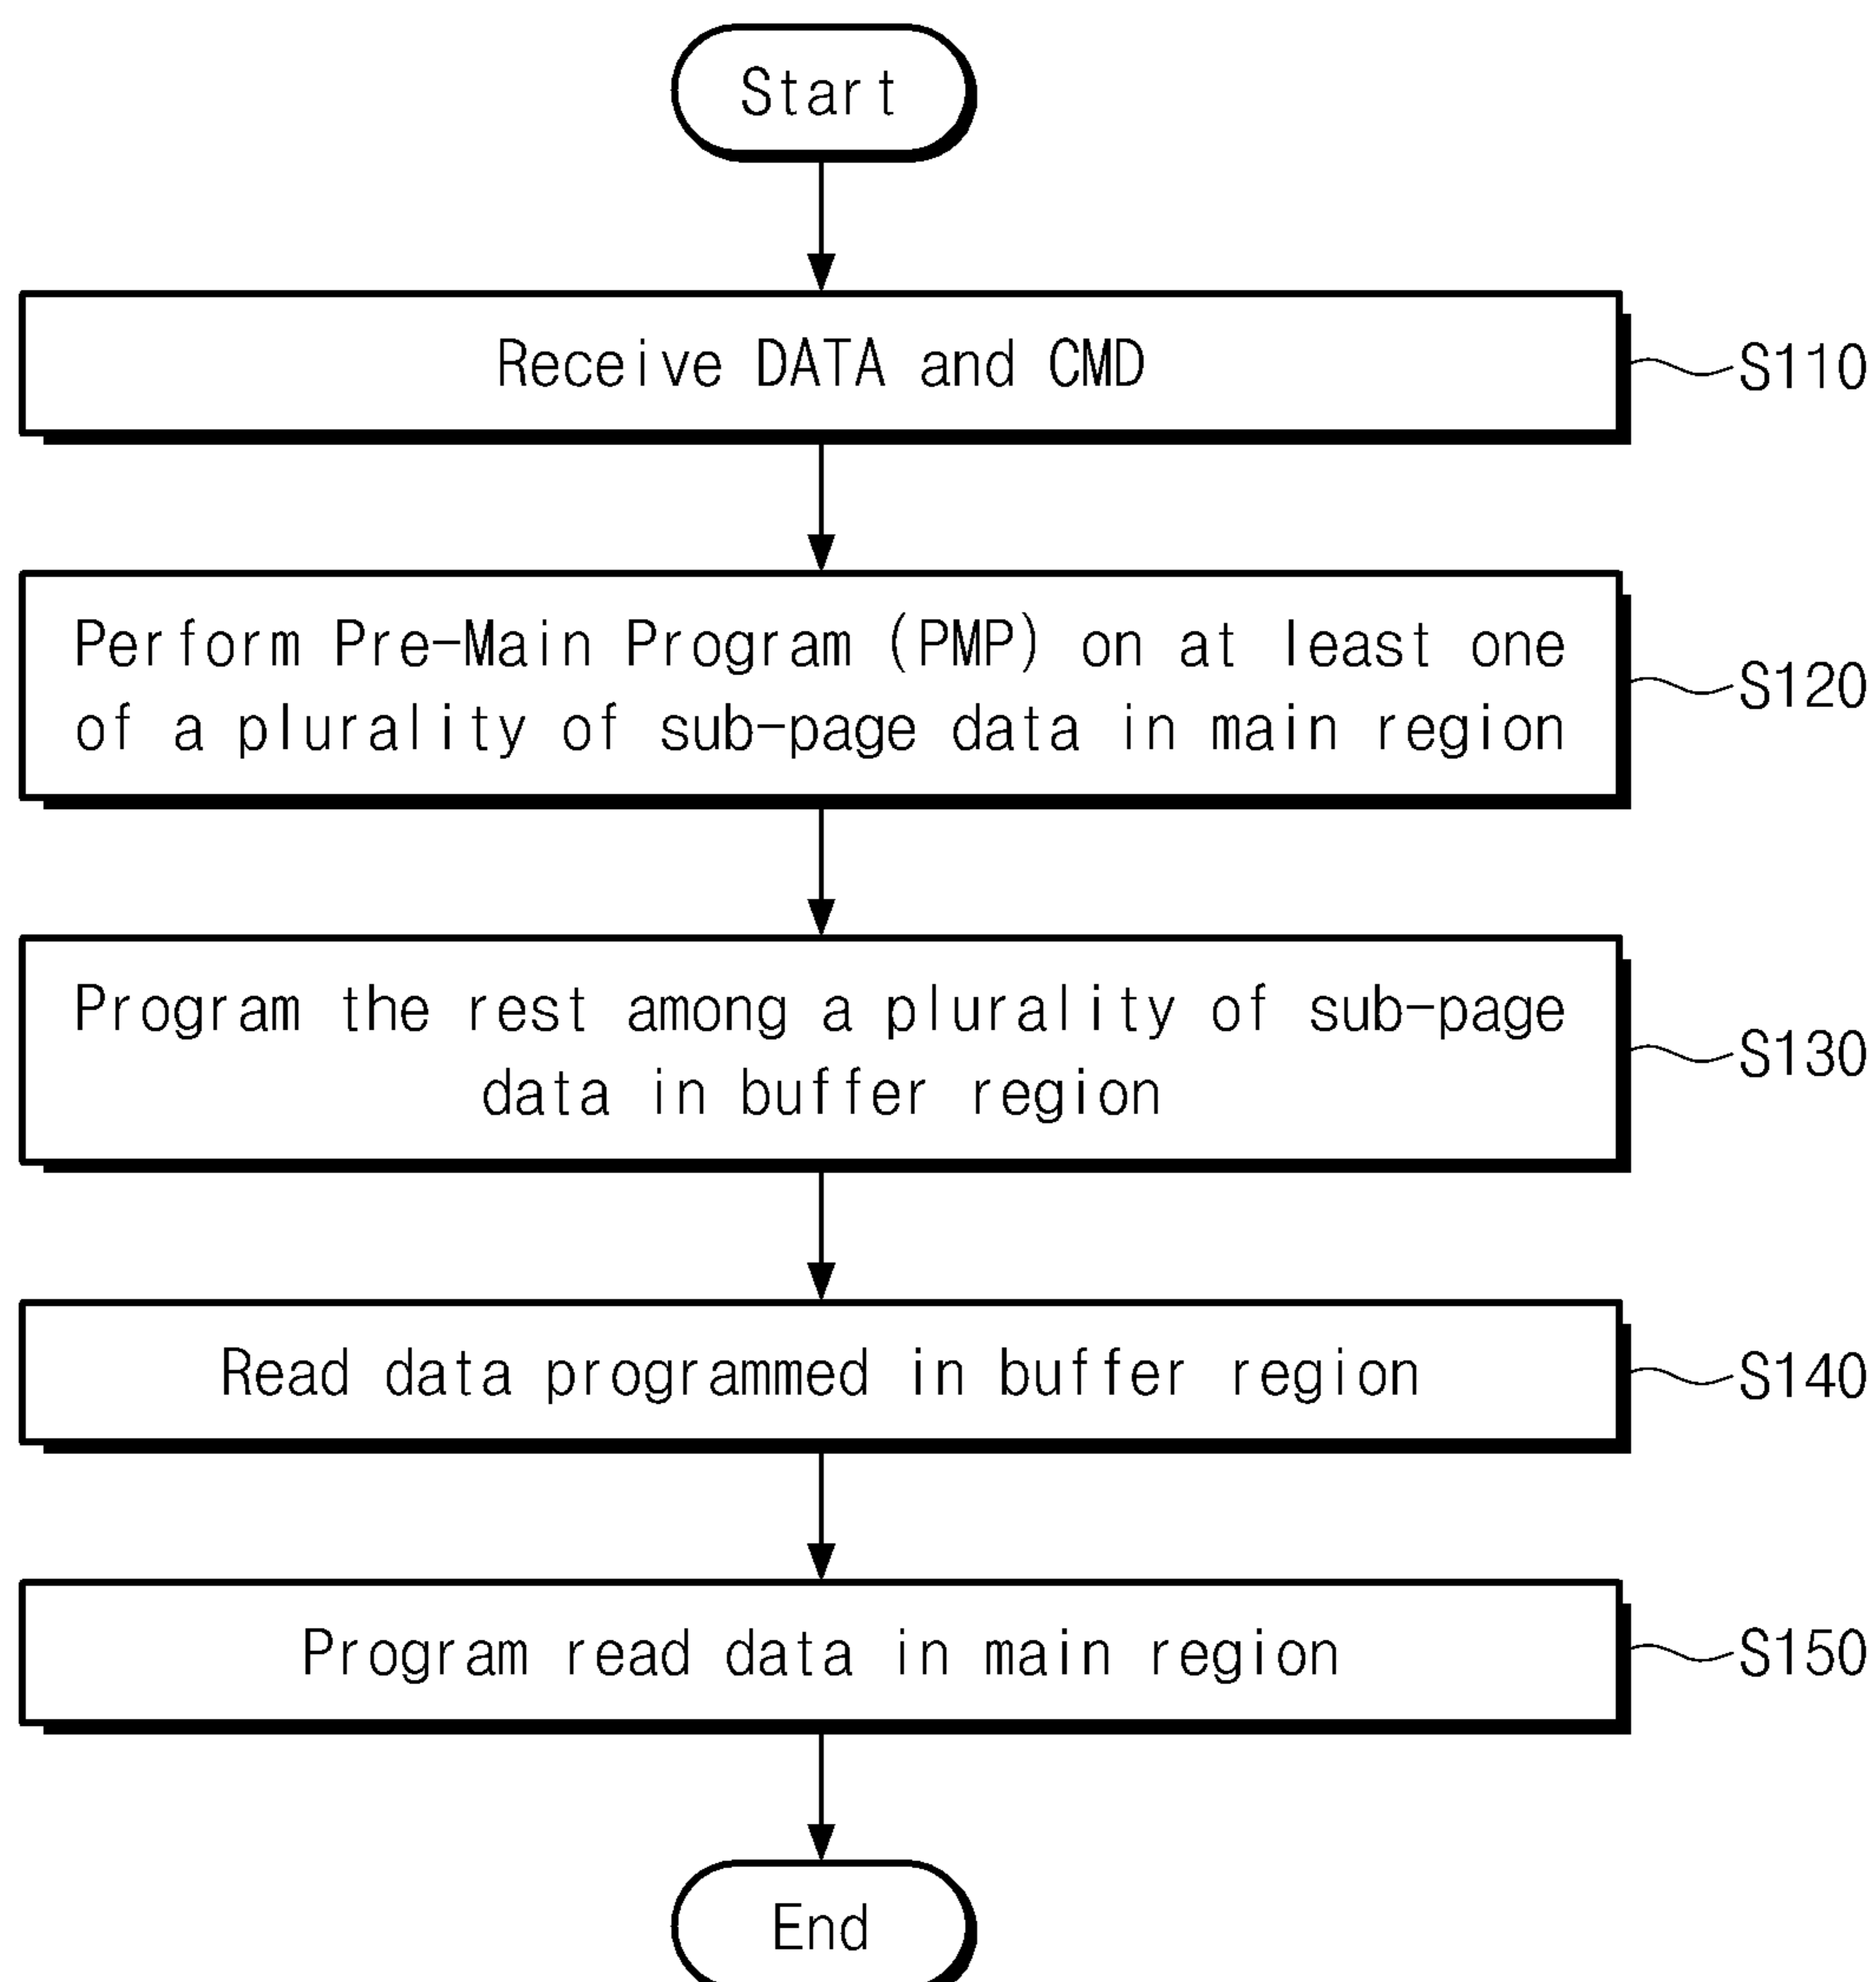 Start
Receive DATA and CMD
S110
Perform Pre-Main Program (PMP) on at least one
of a plurality of sub-page data in main region
S120
Program the rest among a plurality of sub-page
data in buffer region
S130
Read data programmed in buffer region
S140
Program read data in main region
S150
End